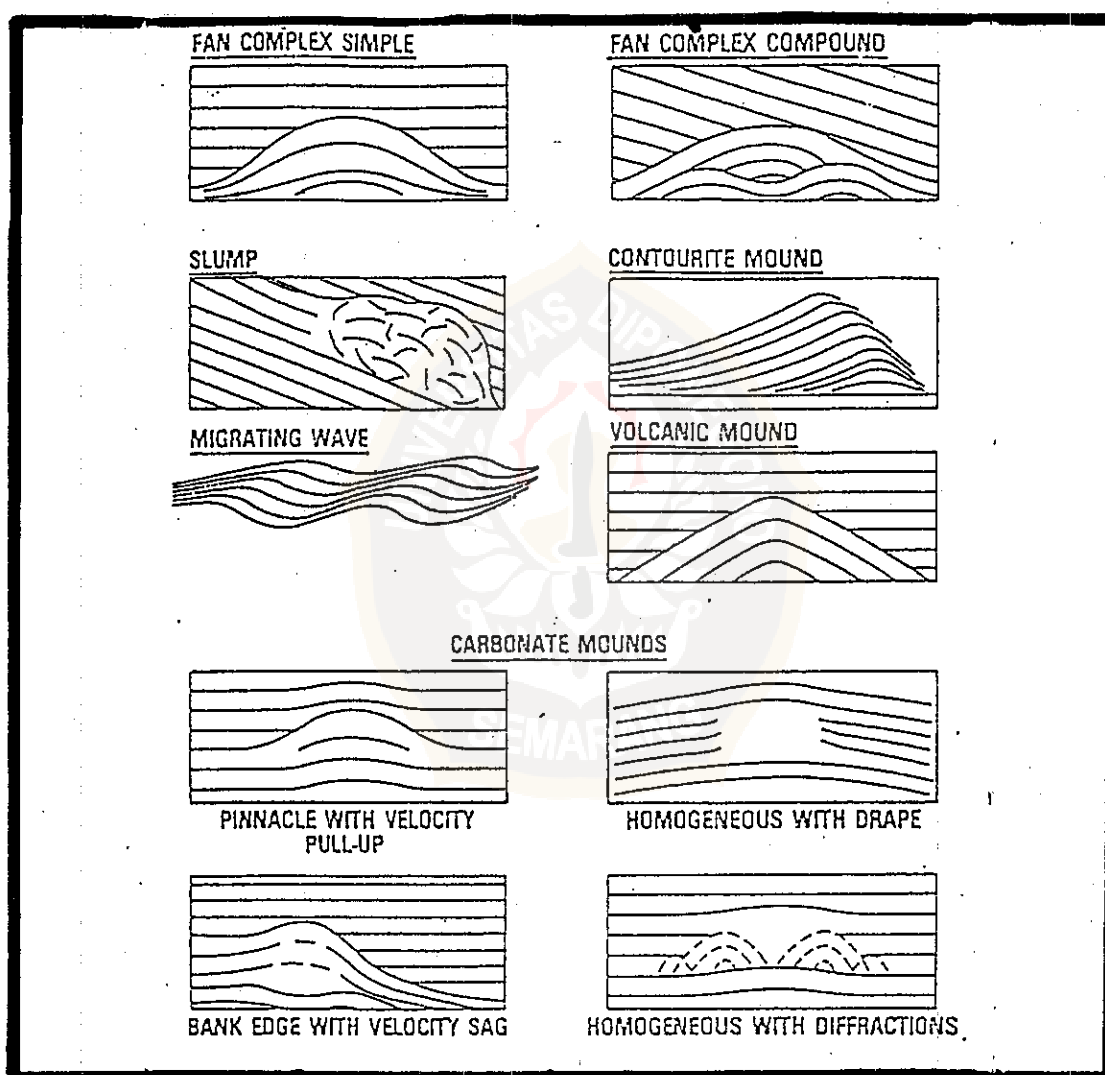 FAN COMPLEX SIMPLE
FAN COMPLEX COMPOUND
SLUMP
CONTOURITE MOUND
MIGRATING WAVE
VOLCANIC MOUND
CARBONATE MOUNDS
PINNACLE WITH VELOCITY
PULL-UP
HOMOGENEOUS WITH DRAPE
BANK EDGE WITH VELOCITY SAG
HOMOGENEOUS WITH DIFFRACTIONS
SEMARANG